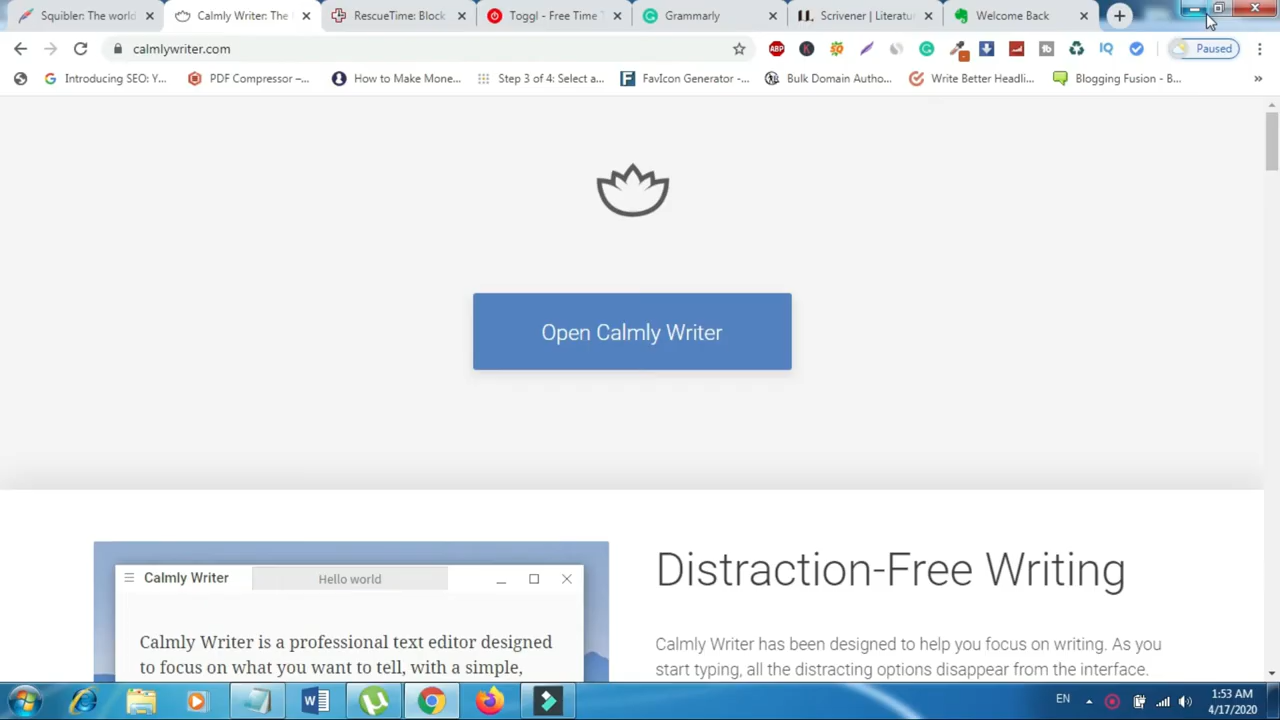 Squibler: The world
Calmly Writer: The
RescueTime: Block
Toggl - Free Time T
Grammarly
Scrivener | Literatu
Welcome Back
calmlywriter.com
ABP
K
IQ
Paused
Introducing SEO: Y...
PDF Compressor –...
How to Make Mone...
Step 3 of 4: Select a...
FavIcon Generator -...
Bulk Domain Autho...
Write Better Headli...
Blogging Fusion - B...
Open Calmly Writer
Calmly Writer
Hello world
Calmly Writer is a professional text editor designed
to focus on what you want to tell, with a simple,
Distraction-Free Writing
Calmly Writer has been designed to help you focus on writing. As you
start typing, all the distracting options disappear from the interface.
EN
1:53 AM
4/17/2020